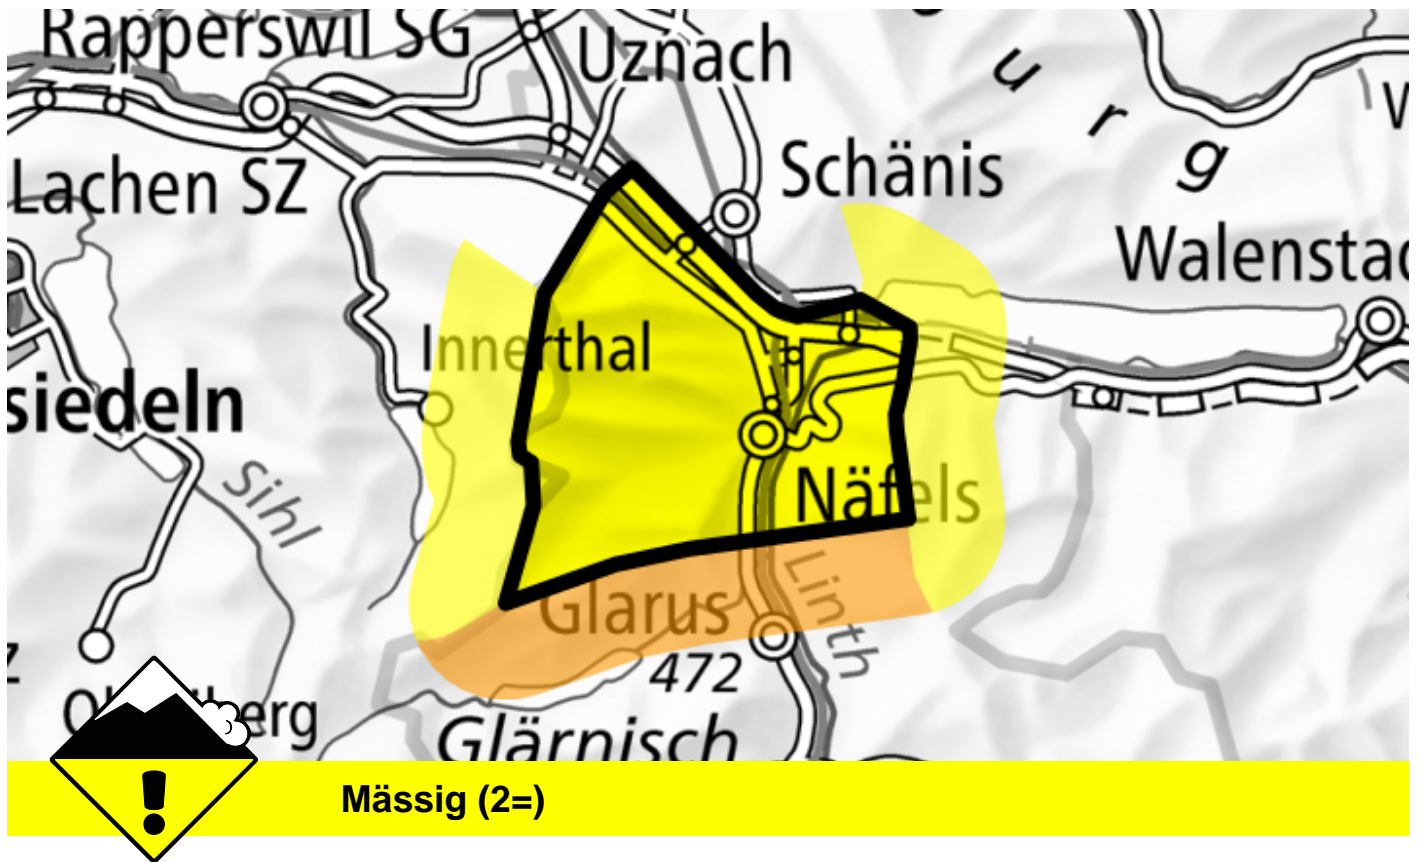 Rapperswil SG
Uznach
u
r
g
Schänis
Lachen SZ
Walenstad
Innerthal
siedeln
Sihl
Näfels
Linth
Glarus
472
Glärnisch
Mässig (2=)